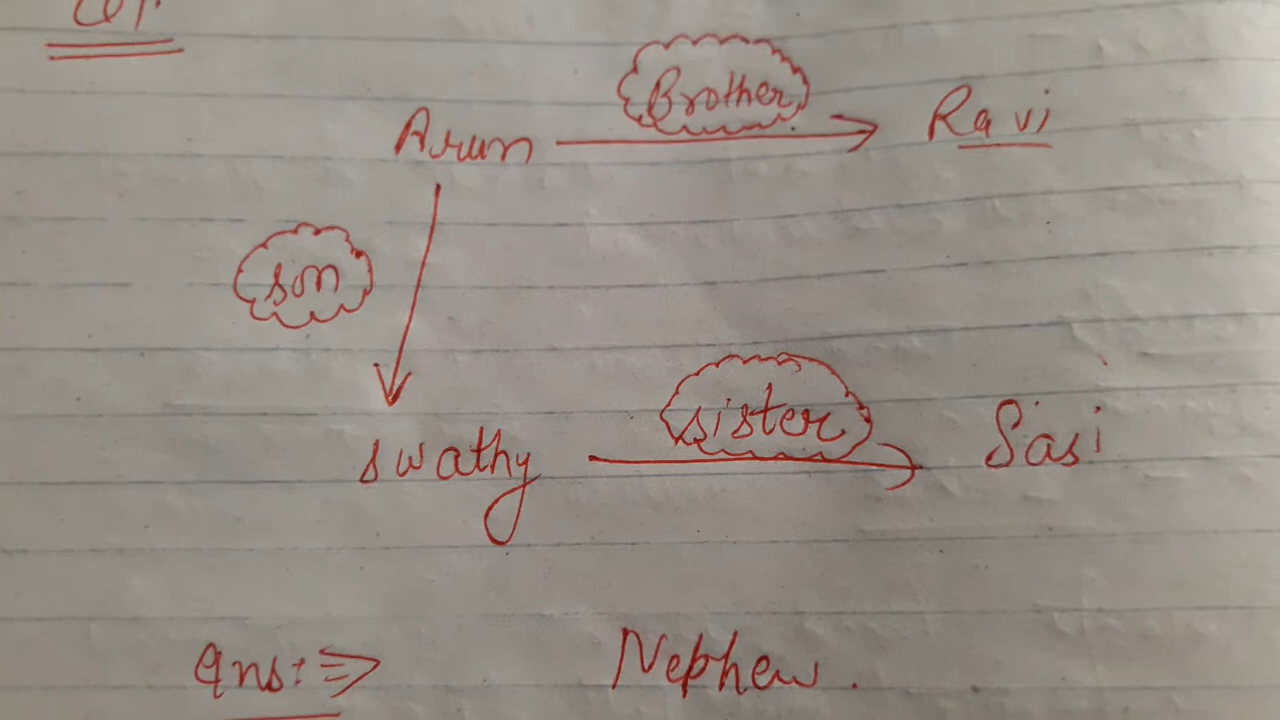 Brother
Arun Ravi
son
sister
swathy Sasi
Ans: ⇒ Nephew.